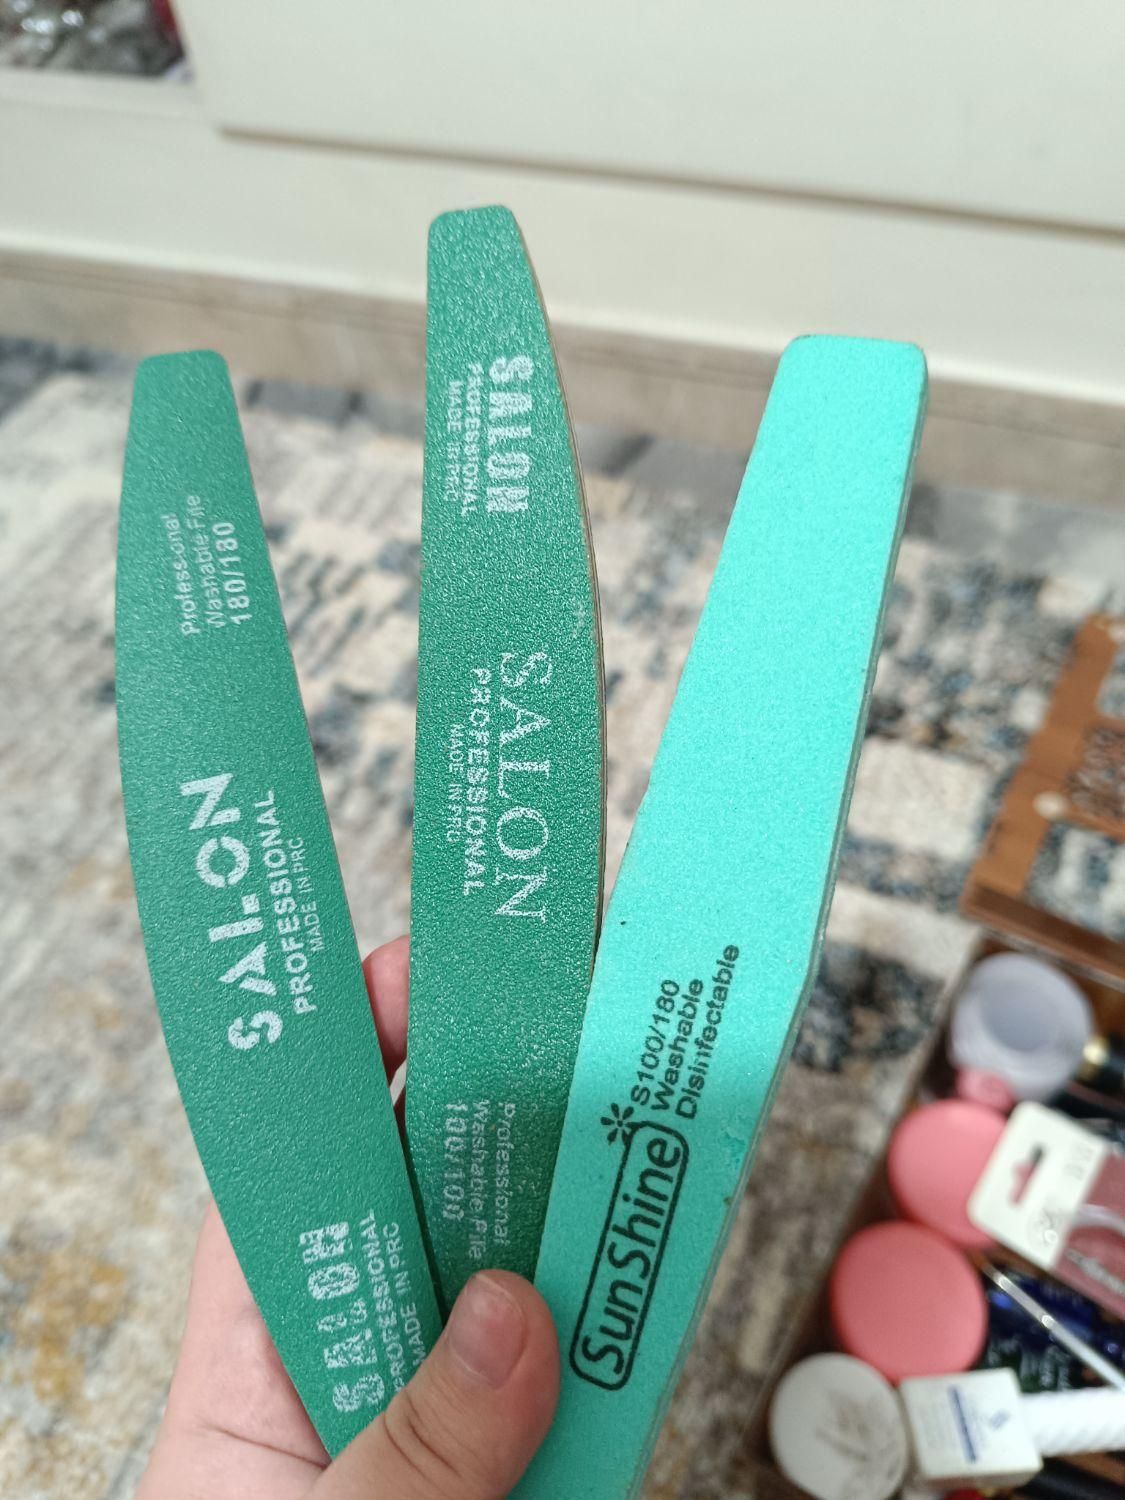 Professional
Washable File
180/180
SALON
PROFESSIONAL
MADE IN PRC
SALON
PROFESSIONAL
MADE IN PRC
SALON
PROFESSIONAL
MADE IN PRC
SALON
PROFESSIONAL
MADE IN PRC
Professional
Washable File
100/100
SunShine
S100/180
Washable
Disinfectable